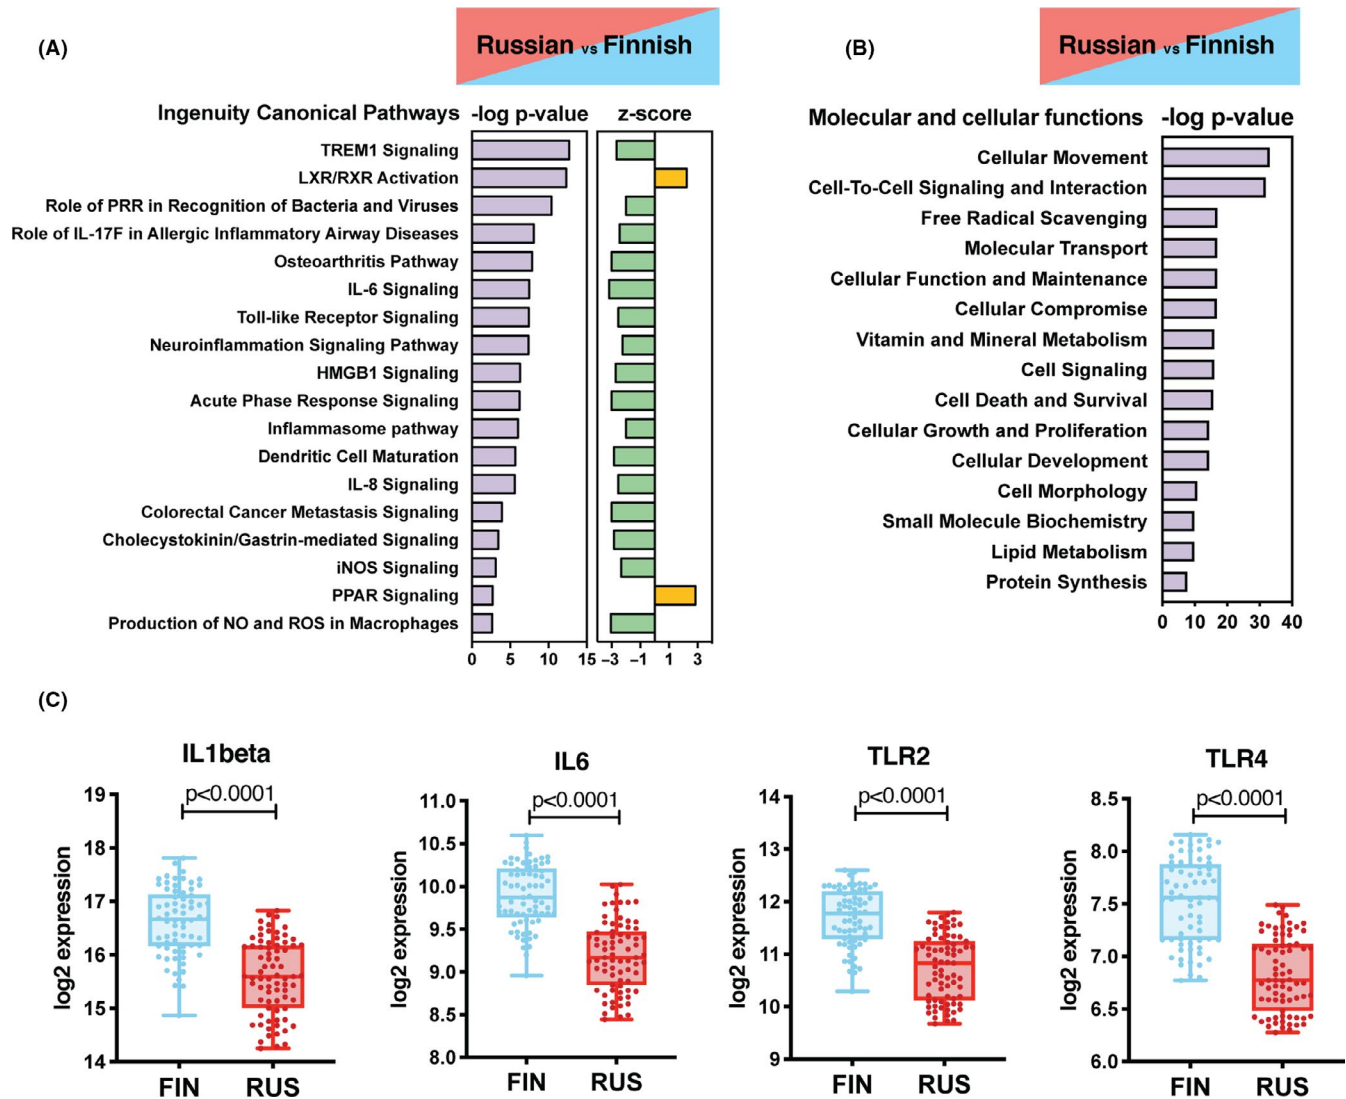 (A)
Russian vs Finnish
Ingenuity Canonical Pathways -log p-value z-score
TREM1 Signaling
LXR/RXR Activation
Role of PRR in Recognition of Bacteria and Viruses
Role of IL-17F in Allergic Inflammatory Airway Diseases
Osteoarthritis Pathway
IL-6 Signaling
Toll-like Receptor Signaling
Neuroinflammation Signaling Pathway
HMGB1 Signaling
Acute Phase Response Signaling
Inflammasome pathway
Dendritic Cell Maturation
IL-8 Signaling
Colorectal Cancer Metastasis Signaling
Cholecystokinin/Gastrin-mediated Signaling
iNOS Signaling
PPAR Signaling
Production of NO and ROS in Macrophages
0 5 10 15 −3 −1 1 3
(B)
Russian vs Finnish
Molecular and cellular functions -log p-value
Cellular Movement
Cell-To-Cell Signaling and Interaction
Free Radical Scavenging
Molecular Transport
Cellular Function and Maintenance
Cellular Compromise
Vitamin and Mineral Metabolism
Cell Signaling
Cell Death and Survival
Cellular Growth and Proliferation
Cellular Development
Cell Morphology
Small Molecule Biochemistry
Lipid Metabolism
Protein Synthesis
0 10 20 30 40
(C)
IL1beta
p<0.0001
log2 expression
19
18
17
16
15
14
FIN RUS
IL6
p<0.0001
log2 expression
11.0
10.5
10.0
9.5
9.0
8.5
8.0
FIN RUS
TLR2
p<0.0001
log2 expression
14
13
12
11
10
9
FIN RUS
TLR4
p<0.0001
log2 expression
8.5
8.0
7.5
7.0
6.5
6.0
FIN RUS